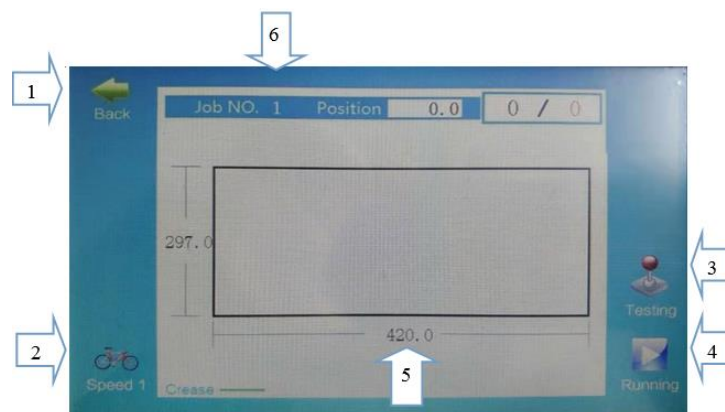 6
1
Back
Job NO. 1 Position 0.0 0 / 0
297.0
3
Testing
420.0
2
Speed 1
5
4
Running
Crease